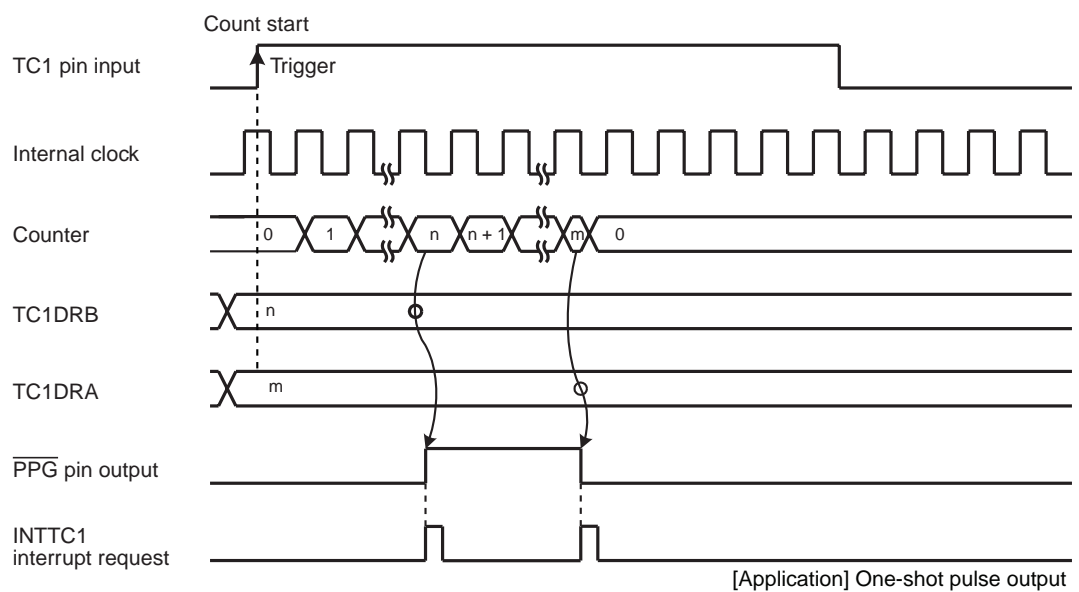 Count start
TC1 pin input
Trigger
Internal clock
Counter
0
1
n
n + 1
m
0
TC1DRB
n
TC1DRA
m
PPG pin output
INTTC1
interrupt request
[Application] One-shot pulse output